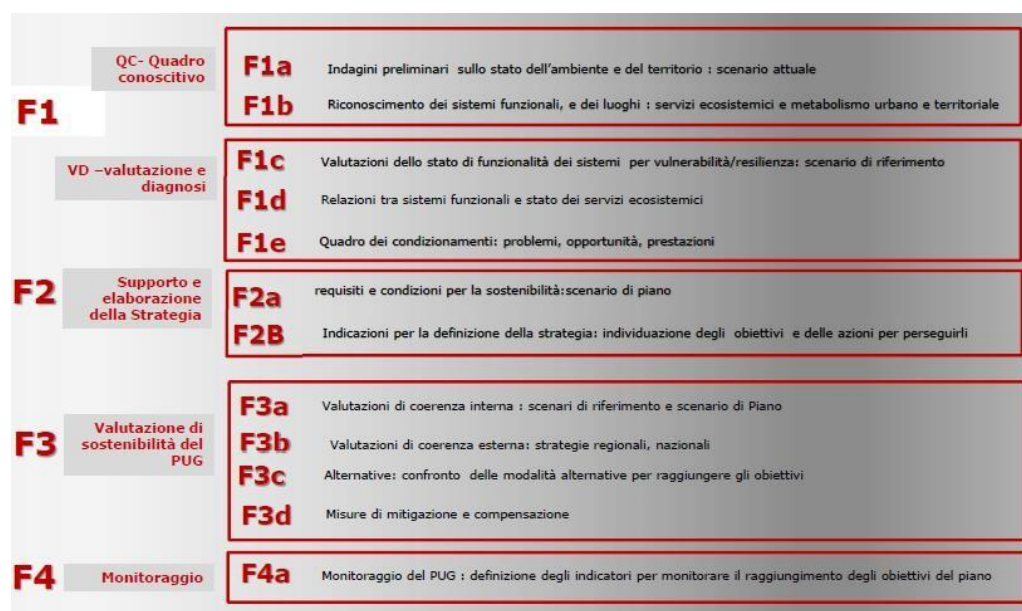 QC- Quadro
conoscitivo
F1
F1a Indagini preliminari sullo stato dell'ambiente e del territorio : scenario attuale
F1b Riconoscimento dei sistemi funzionali, e dei luoghi : servizi ecosistemici e metabolismo urbano e territoriale
VD –valutazione e
diagnosi
F1c Valutazioni dello stato di funzionalità dei sistemi per vulnerabilità/resilienza: scenario di riferimento
F1d Relazioni tra sistemi funzionali e stato dei servizi ecosistemici
F1e Quadro dei condizionamenti: problemi, opportunità, prestazioni
F2
Supporto e
elaborazione
della Strategia
F2a requisiti e condizioni per la sostenibilità:scenario di piano
F2B Indicazioni per la definizione della strategia: individuazione degli obiettivi e delle azioni per perseguirli
F3
Valutazione di
sostenibilità del
PUG
F3a Valutazioni di coerenza interna : scenari di riferimento e scenario di Piano
F3b Valutazioni di coerenza esterna: strategie regionali, nazionali
F3c Alternative: confronto delle modalità alternative per raggiungere gli obiettivi
F3d Misure di mitigazione e compensazione
F4
Monitoraggio
F4a Monitoraggio del PUG : definizione degli indicatori per monitorare il raggiungimento degli obiettivi del piano